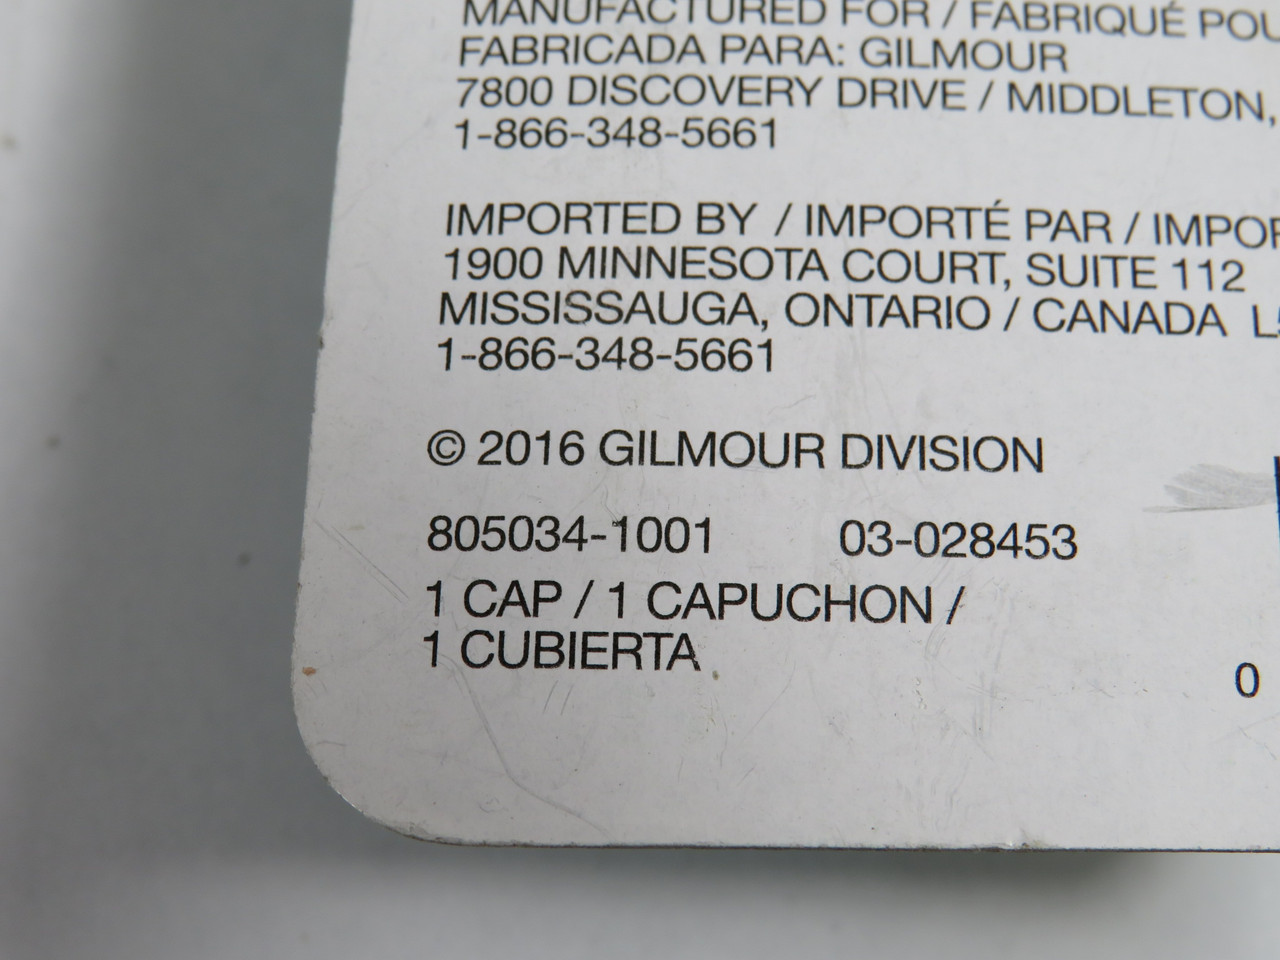 MANUFACTURED FOR / FABRIQUÉ POU
FABRICADA PARA: GILMOUR
7800 DISCOVERY DRIVE / MIDDLETON,
1-866-348-5661
IMPORTED BY / IMPORTÉ PAR / IMPOR
1900 MINNESOTA COURT, SUITE 112
MISSISSAUGA, ONTARIO / CANADA L5
1-866-348-5661
© 2016 GILMOUR DIVISION
805034-1001 03-028453
1 CAP / 1 CAPUCHON /
1 CUBIERTA
0